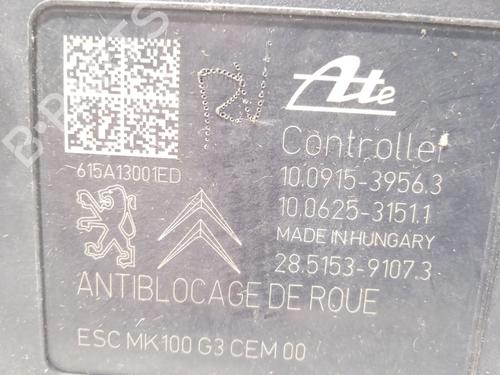 Ate
Controller
615A13001ED
10.0915-3956.3
10.0625-3151.1
MADE IN HUNGARY
28.5153-9107.3
ANTIBLOCAGE DE ROUE
ESC MK100 G3 CEM 00